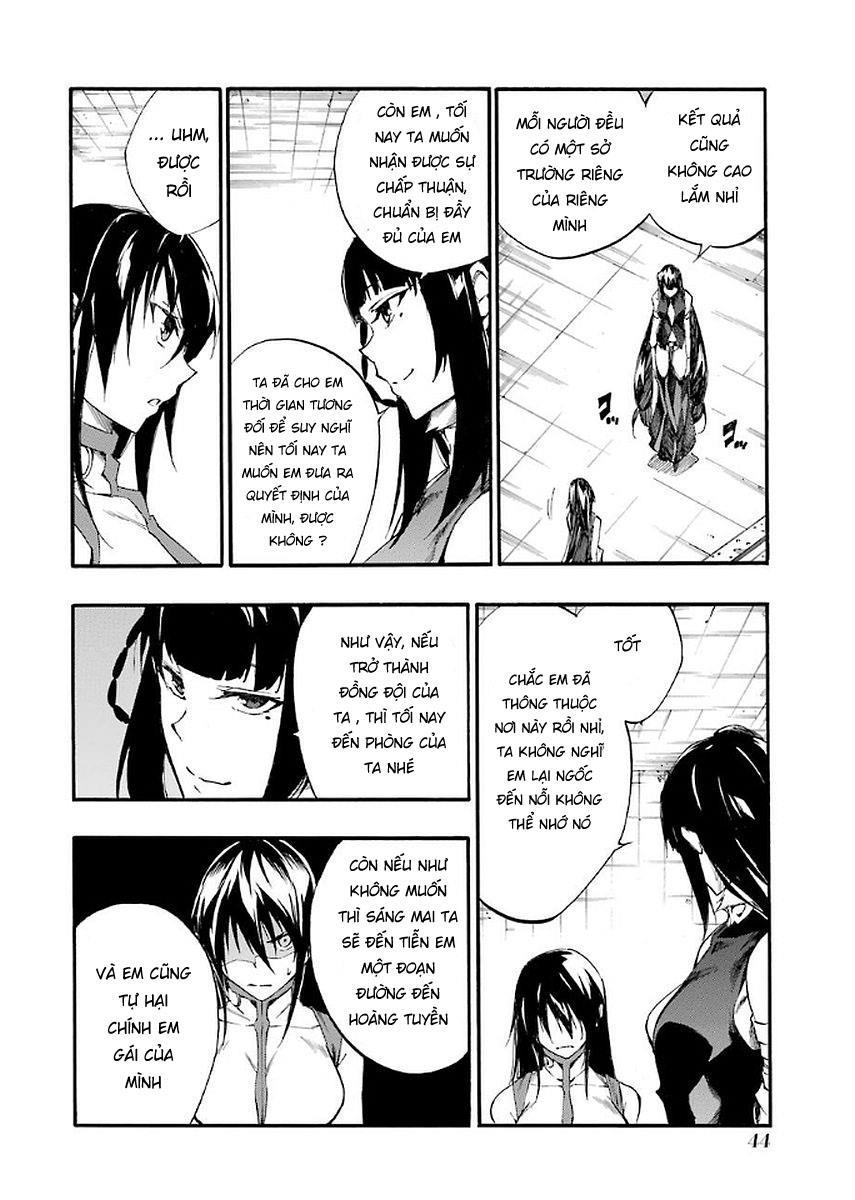 KẾT QUẢ
CŨNG
KHÔNG CAO
LẮM NHỈ
MỖI NGƯỜI ĐỀU
CÓ MỘT SỞ
TRƯỜNG RIÊNG
CỦA RIÊNG
MÌNH
CÒN EM , TỐI
NAY TA MUỐN
NHẬN ĐƯỢC SỰ
CHẤP THUẬN,
CHUẨN BỊ ĐẦY
ĐỦ CỦA EM
TA ĐÃ CHO EM
THỜI GIAN TƯƠNG
ĐỐI ĐỂ SUY NGHĨ
NÊN TỐI NAY TA
MUỐN EM ĐƯA RA
QUYẾT ĐỊNH CỦA
MÌNH, ĐƯỢC
KHÔNG ?
... UHM,
ĐƯỢC
RỒI
TỐT
CHẮC EM ĐÃ
THÔNG THUỘC
NƠI NÀY RỒI NHỈ,
TA KHÔNG NGHĨ
EM LẠI NGỐC
ĐẾN NỖI KHÔNG
THỂ NHỚ NÓ
NHƯ VẬY, NẾU
TRỞ THÀNH
ĐỒNG ĐỘI CỦA
TA , THÌ TỐI NAY
ĐẾN PHÒNG CỦA
TA NHÉ
CÒN NẾU NHƯ
KHÔNG MUỐN
THÌ SÁNG MAI TA
SẼ ĐẾN TIỄN EM
MỘT ĐOẠN
ĐƯỜNG ĐẾN
HOÀNG TUYỀN
VÀ EM CŨNG
TỰ HẠI
CHÍNH EM
GÁI CỦA
MÌNH
44